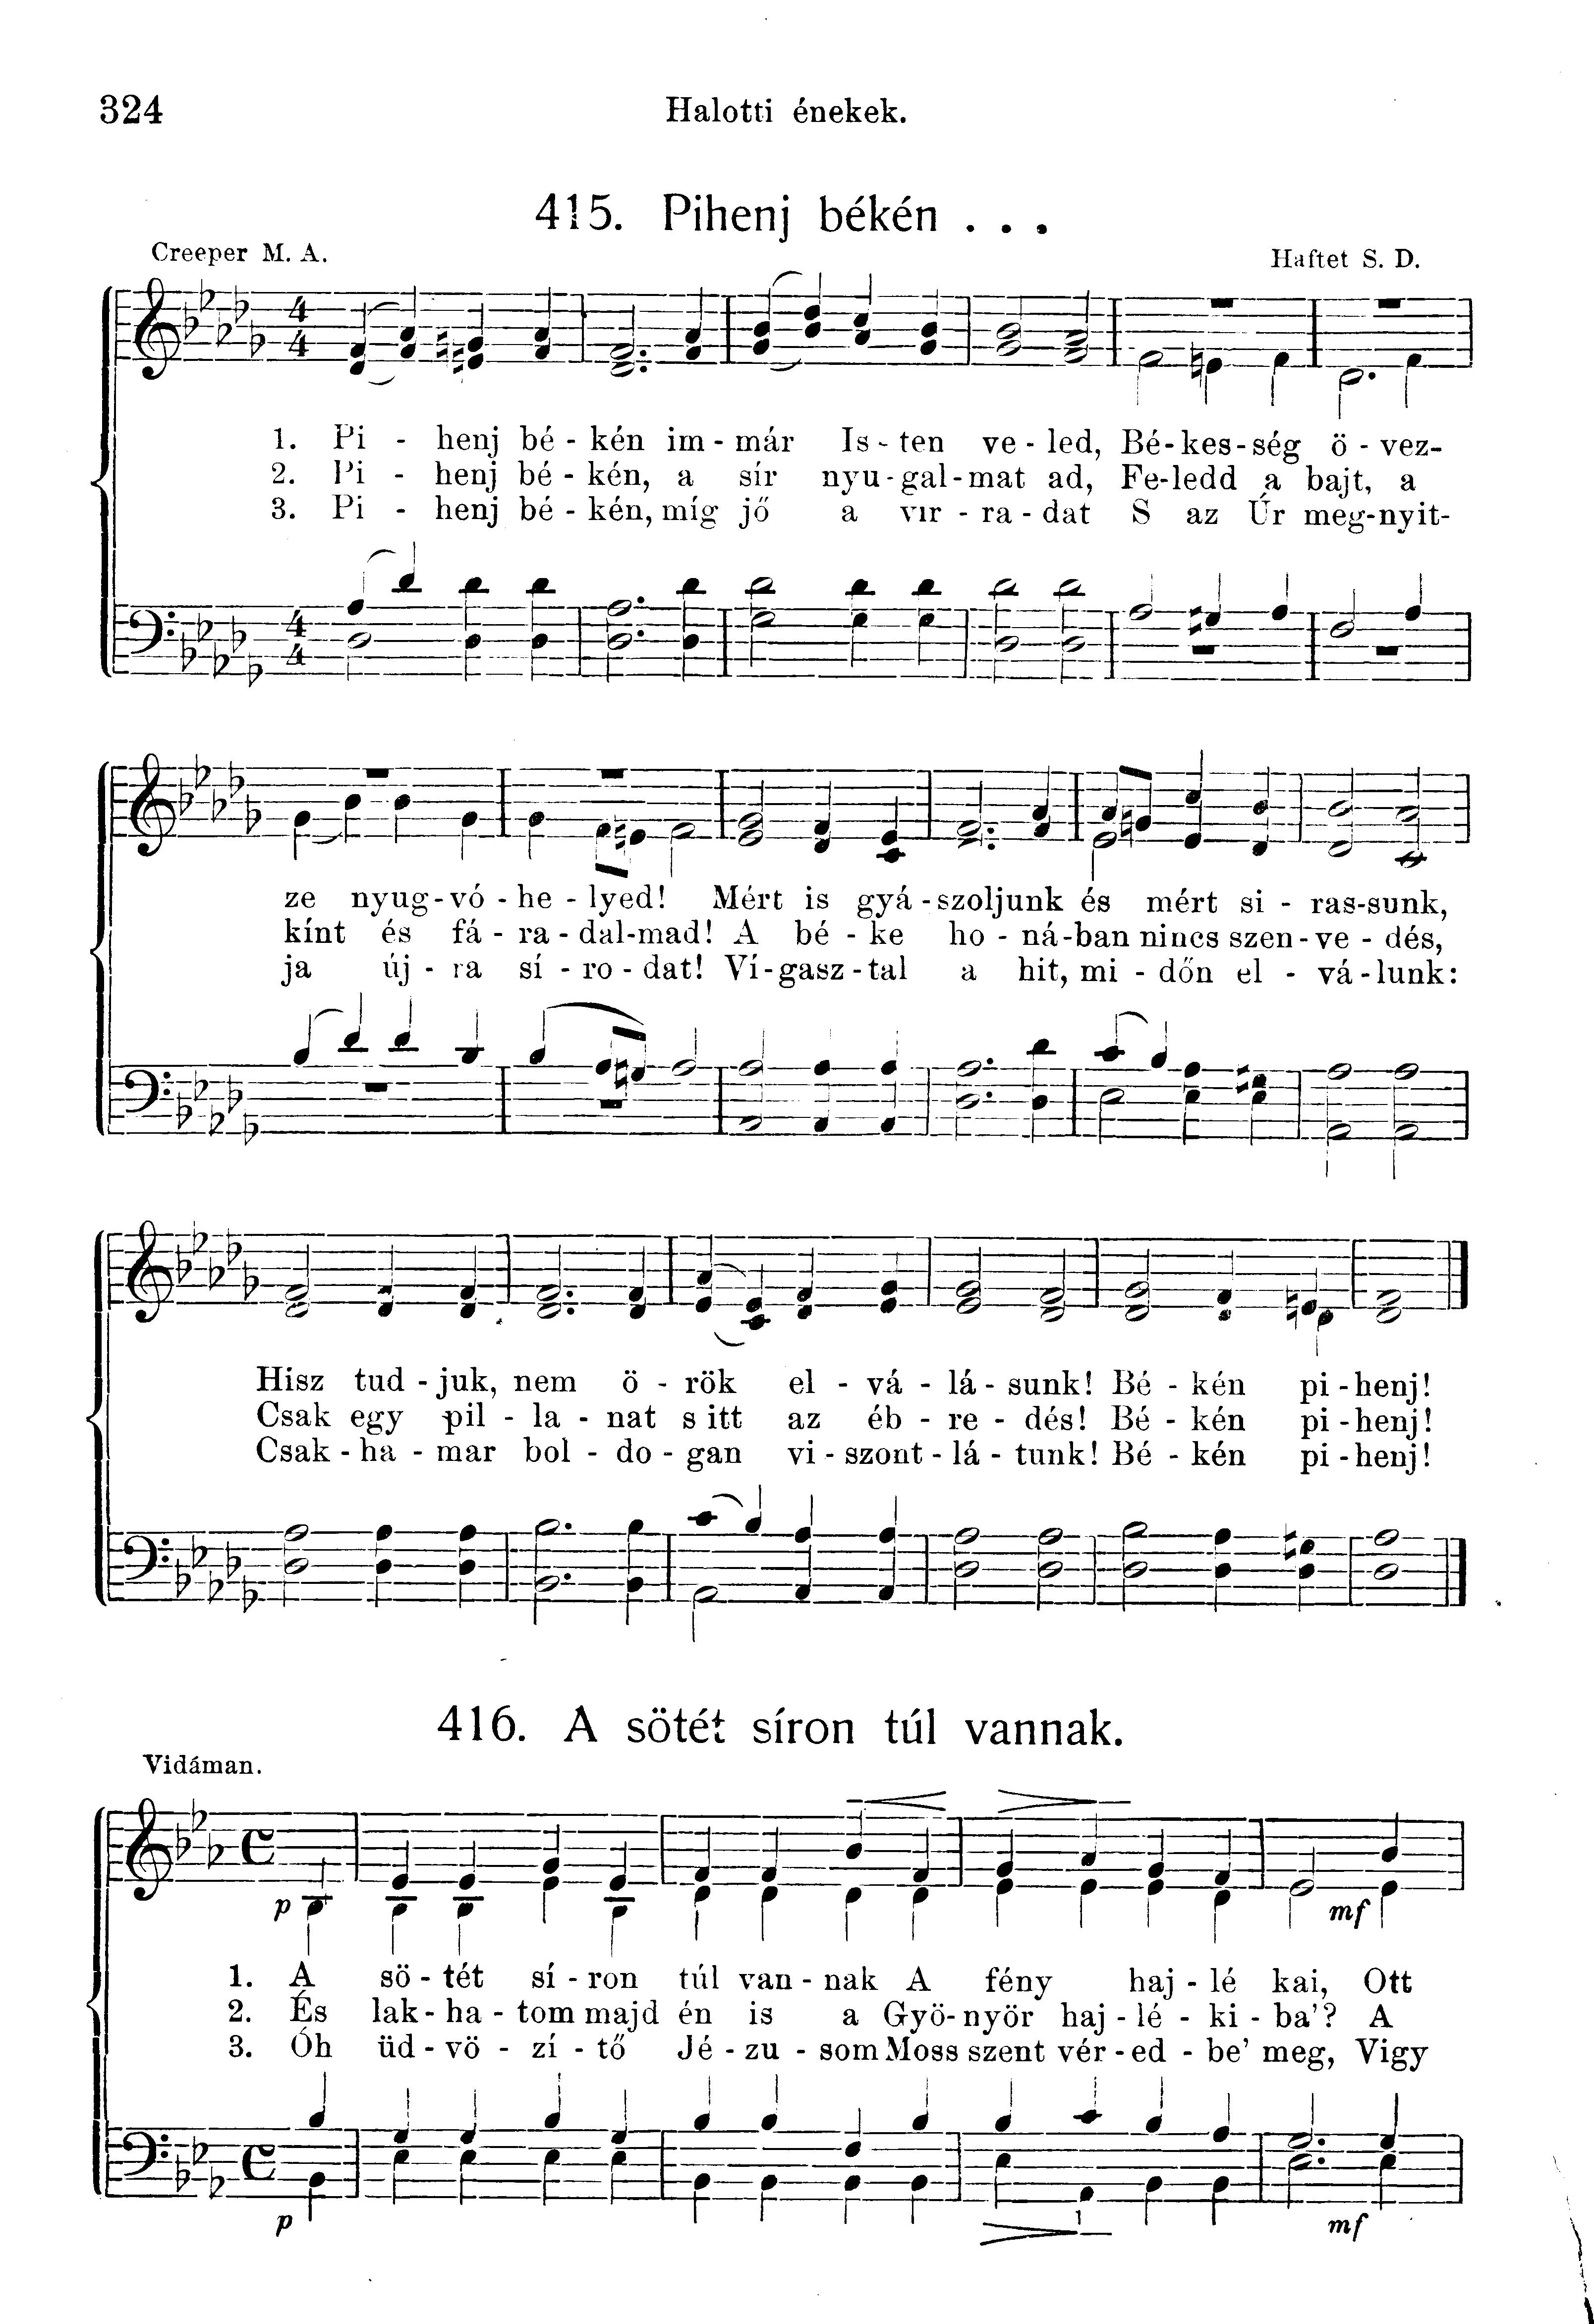 324
Halotti énekek.
415. Pihenj békén . . .
Creeper M. A.
Haftet S. D.
1. Pi - henj bé - kén im - már Is - ten ve - led, Bé-kes-ség ö - vez-
2. Pi - henj bé - kén, a sír nyu-gal-mat ad, Fe-ledd a bajt, a
3. Pi - henj bé - kén, míg jő a vir - ra - dat S az Úr meg-nyit-
ze nyug-vó-he-lyed! Mért is gyá-szoljunk és mért si - ras-sunk,
kínt és fá - ra - dal-mad! A bé - ke ho - ná-ban nincs szen-ve - dés,
ja új - ra sí - ro - dat! Ví-gasz-tal a hit, mi - dőn el - vá-lunk:
Hisz tud - juk, nem ö - rök el - vá - lá - sunk! Bé - kén pi-henj!
Csak egy pil - la - nat s itt az éb - re - dés! Bé - kén pi-henj!
Csak-ha - mar bol - do - gan vi - szont-lá - tunk! Bé - kén pi-henj!
416. A sötét síron túl vannak.
Vidáman.
p
mf
1. A sö - tét sí - ron túl van - nak A fény haj - lé kai, Ott
2. És lak - ha - tom majd én is a Gyö-nyör haj - lé - ki - ba'? A
3. Óh üd - vö - zí - tő Jé - zu - som Moss szent vér - ed - be' meg, Vigy
p
mf